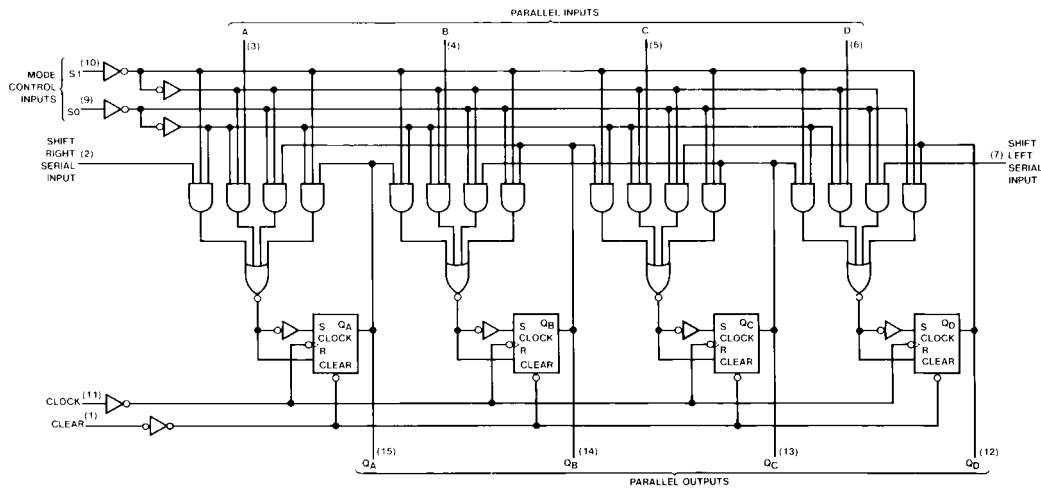 PARALLEL INPUTS
A B C D
(3) (4) (5) (6)
MODE CONTROL INPUTS
(10)
S1
(9)
S0
SHIFT RIGHT SERIAL INPUT
(2)
(7)
SHIFT LEFT SERIAL INPUT
S QA
CLOCK
R
CLEAR
S QB
CLOCK
R
CLEAR
S QC
CLOCK
R
CLEAR
S QD
CLOCK
R
CLEAR
CLOCK (11)
CLEAR (1)
(15) (14) (13) (12)
QA QB QC QD
PARALLEL OUTPUTS